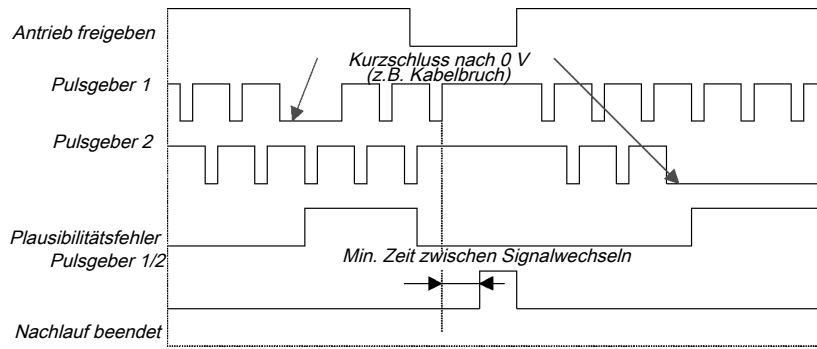 Antrieb freigeben
Kurzschluss nach 0 V
(z.B. Kabelbruch)
Pulsgeber 1
Pulsgeber 2
Plausibilitätsfehler
Pulsgeber 1/2
Min. Zeit zwischen Signalwechseln
Nachlauf beendet